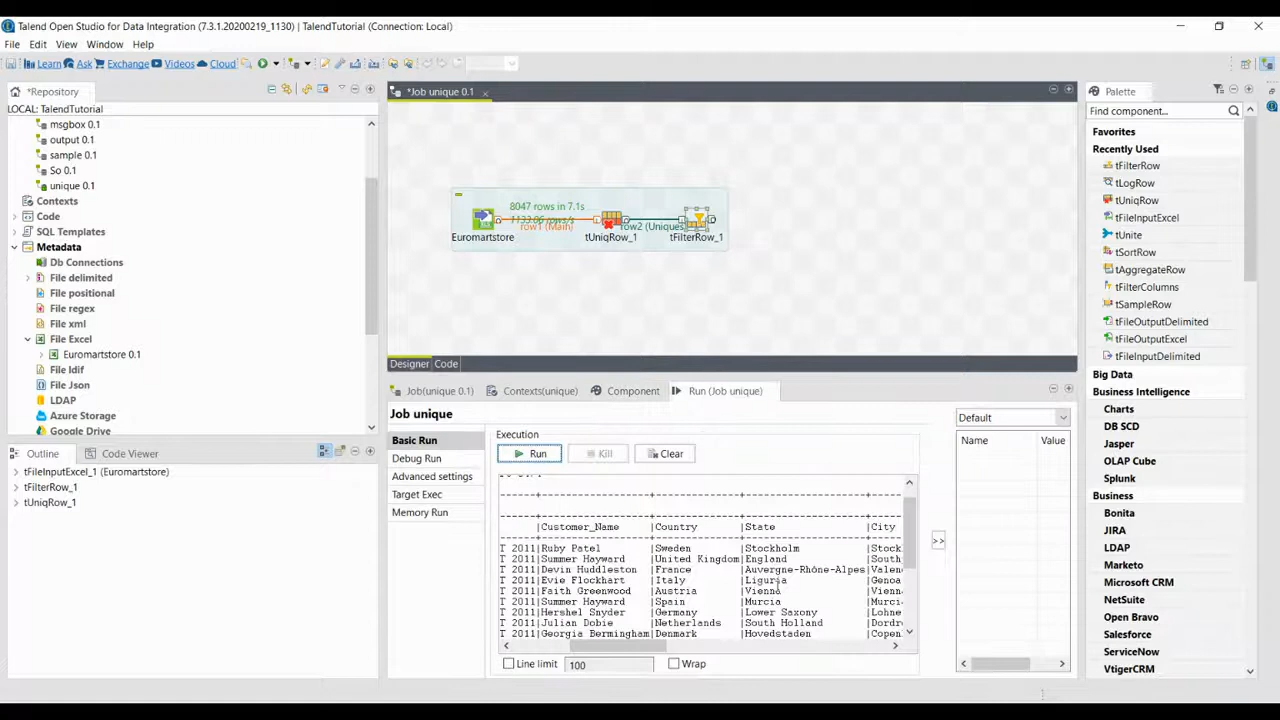 Talend Open Studio for Data Integration (7.3.1.20200219_1130) | TalendTutorial (Connection: Local)
File Edit View Window Help
Learn Ask Exchange Videos Cloud
*Repository
LOCAL: TalendTutorial
msgbox 0.1
output 0.1
sample 0.1
So 0.1
unique 0.1
Contexts
Code
SQL Templates
Metadata
Db Connections
File delimited
File positional
File regex
File xml
File Excel
Euromartstore 0.1
File ldif
File Json
LDAP
Azure Storage
Google Drive
Outline Code Viewer
tFileInputExcel_1 (Euromartstore)
tFilterRow_1
tUniqRow_1
*Job unique 0.1
8047 rows in 7.1s
1133.06 rows/s
row1 (Main)
row2 (Uniques)
Euromartstore tUniqRow_1 tFilterRow_1
Designer Code
Job(unique 0.1) Contexts(unique) Component Run (Job unique)
Job unique
Basic Run
Debug Run
Advanced settings
Target Exec
Memory Run
Execution
Run Kill Clear
|Customer_Name |Country |State |City
T 2011|Ruby Patel |Sweden |Stockholm |Stock
T 2011|Summer Hayward |United Kingdom|England |South
T 2011|Devin Huddleston |France |Auvergne-Rhône-Alpes|Valen
T 2011|Evie Flockhart |Italy |Liguria |Genoa
T 2011|Faith Greenwood |Austria |Vienna |Vienn
T 2011|Summer Hayward |Spain |Murcia |Murci
T 2011|Hershel Snyder |Germany |Lower Saxony |Lohne
T 2011|Julian Dobie |Netherlands |South Holland |Dordr
T 2011|Georgia Bermingham|Denmark |Hovedstaden |Copen
Line limit 100 Wrap
>>
Default
Name Value
Palette
Find component...
Favorites
Recently Used
tFilterRow
tLogRow
tUniqRow
tFileInputExcel
tUnite
tSortRow
tAggregateRow
tFilterColumns
tSampleRow
tFileOutputDelimited
tFileOutputExcel
tFileInputDelimited
Big Data
Business Intelligence
Charts
DB SCD
Jasper
OLAP Cube
Splunk
Business
Bonita
JIRA
LDAP
Marketo
Microsoft CRM
NetSuite
Open Bravo
Salesforce
ServiceNow
VtigerCRM